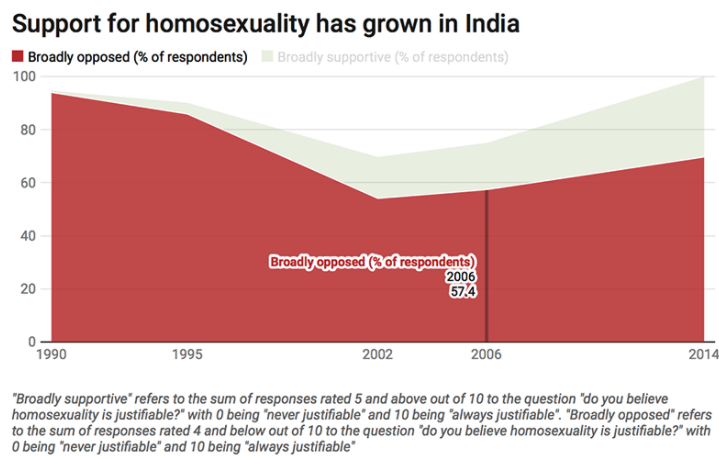 Support for homosexuality has grown in India
Broadly opposed (% of respondents) Broadly supportive (% of respondents)
100
80
60
40
20
0
Broadly opposed (% of respondents)
2006
57.4
1990 1995 2002 2006 2014
"Broadly supportive" refers to the sum of responses rated 5 and above out of 10 to the question "do you believe
homosexuality is justifiable?" with 0 being "never justifiable" and 10 being "always justifiable". "Broadly opposed" refers
to the sum of responses rated 4 and below out of 10 to the question "do you believe homosexuality is justifiable?" with
0 being "never justifiable" and 10 being "always justifiable"